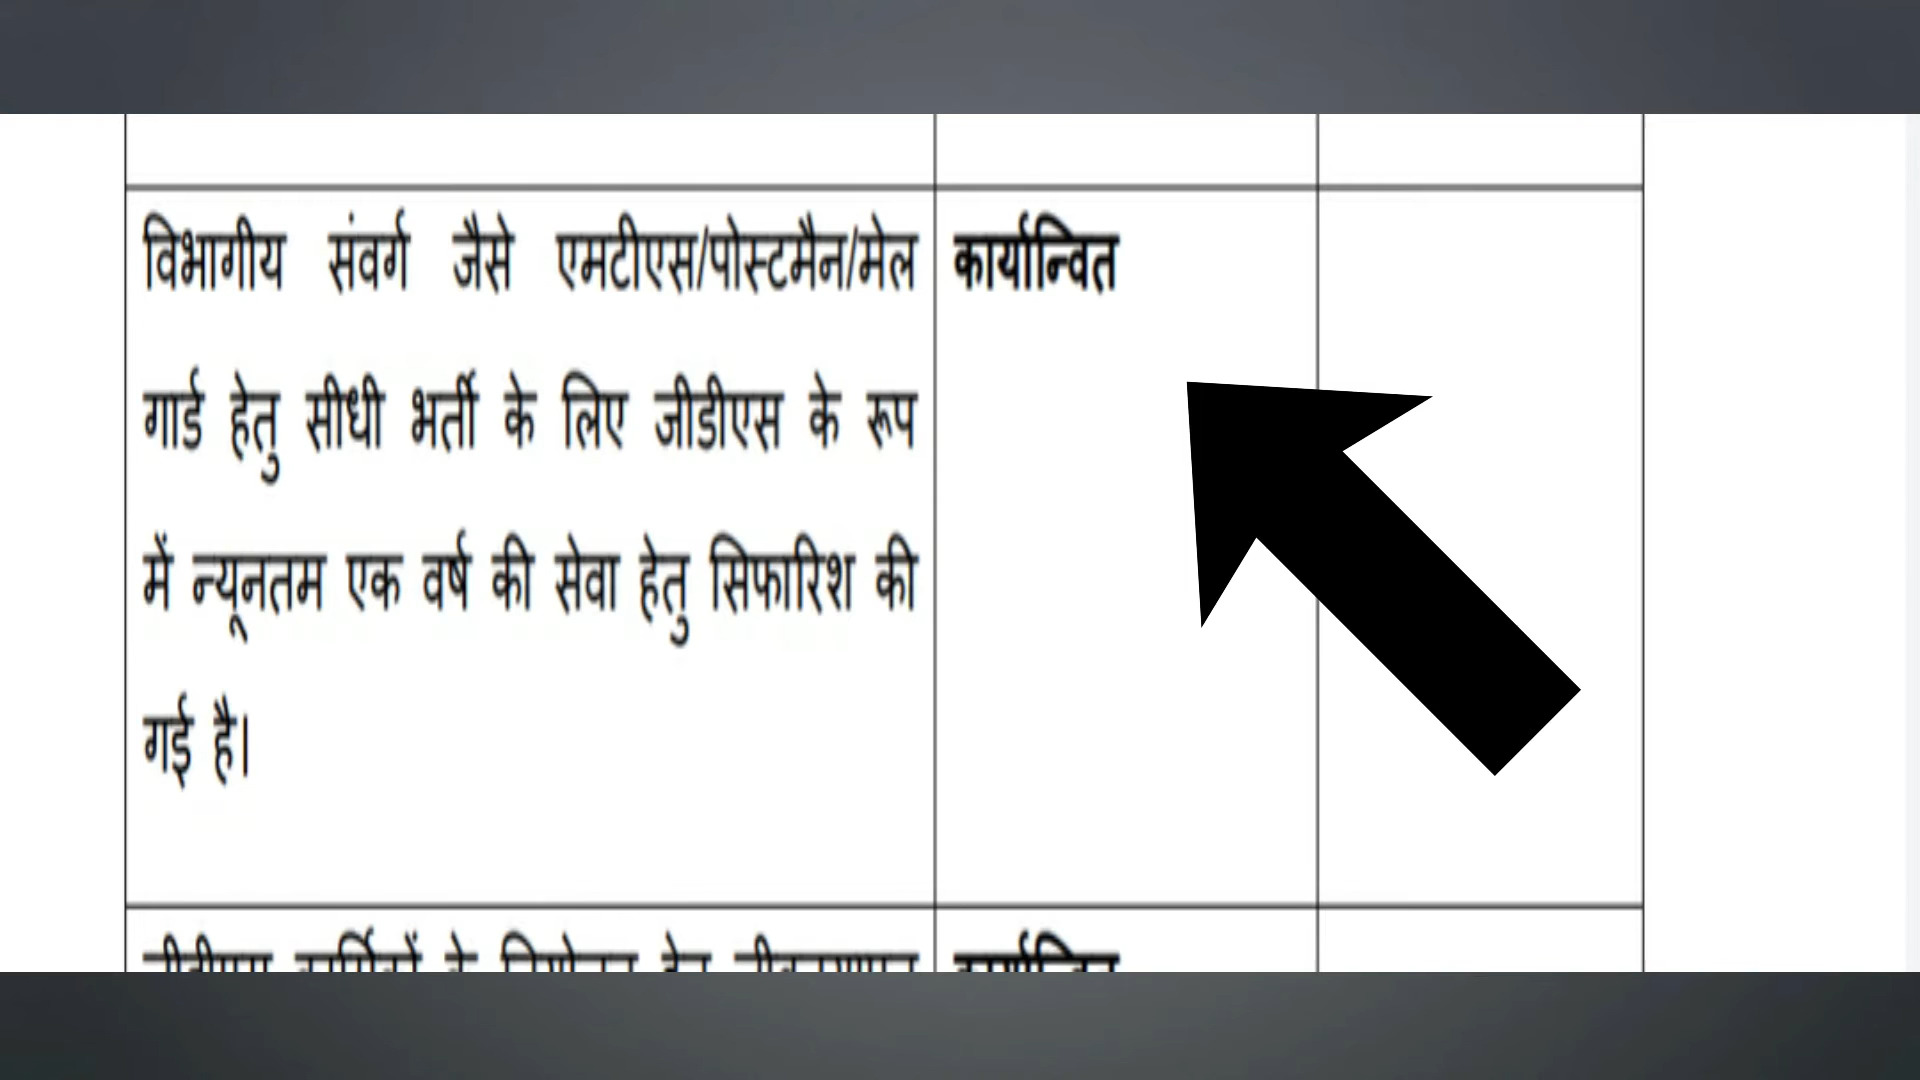 विभागीय संवर्ग जैसे एमटीएस/पोस्टमैन/मेल
गार्ड हेतु सीधी भर्ती के लिए जीडीएस के रूप
में न्यूनतम एक वर्ष की सेवा हेतु सिफारिश की
गई है।
कार्यान्वित